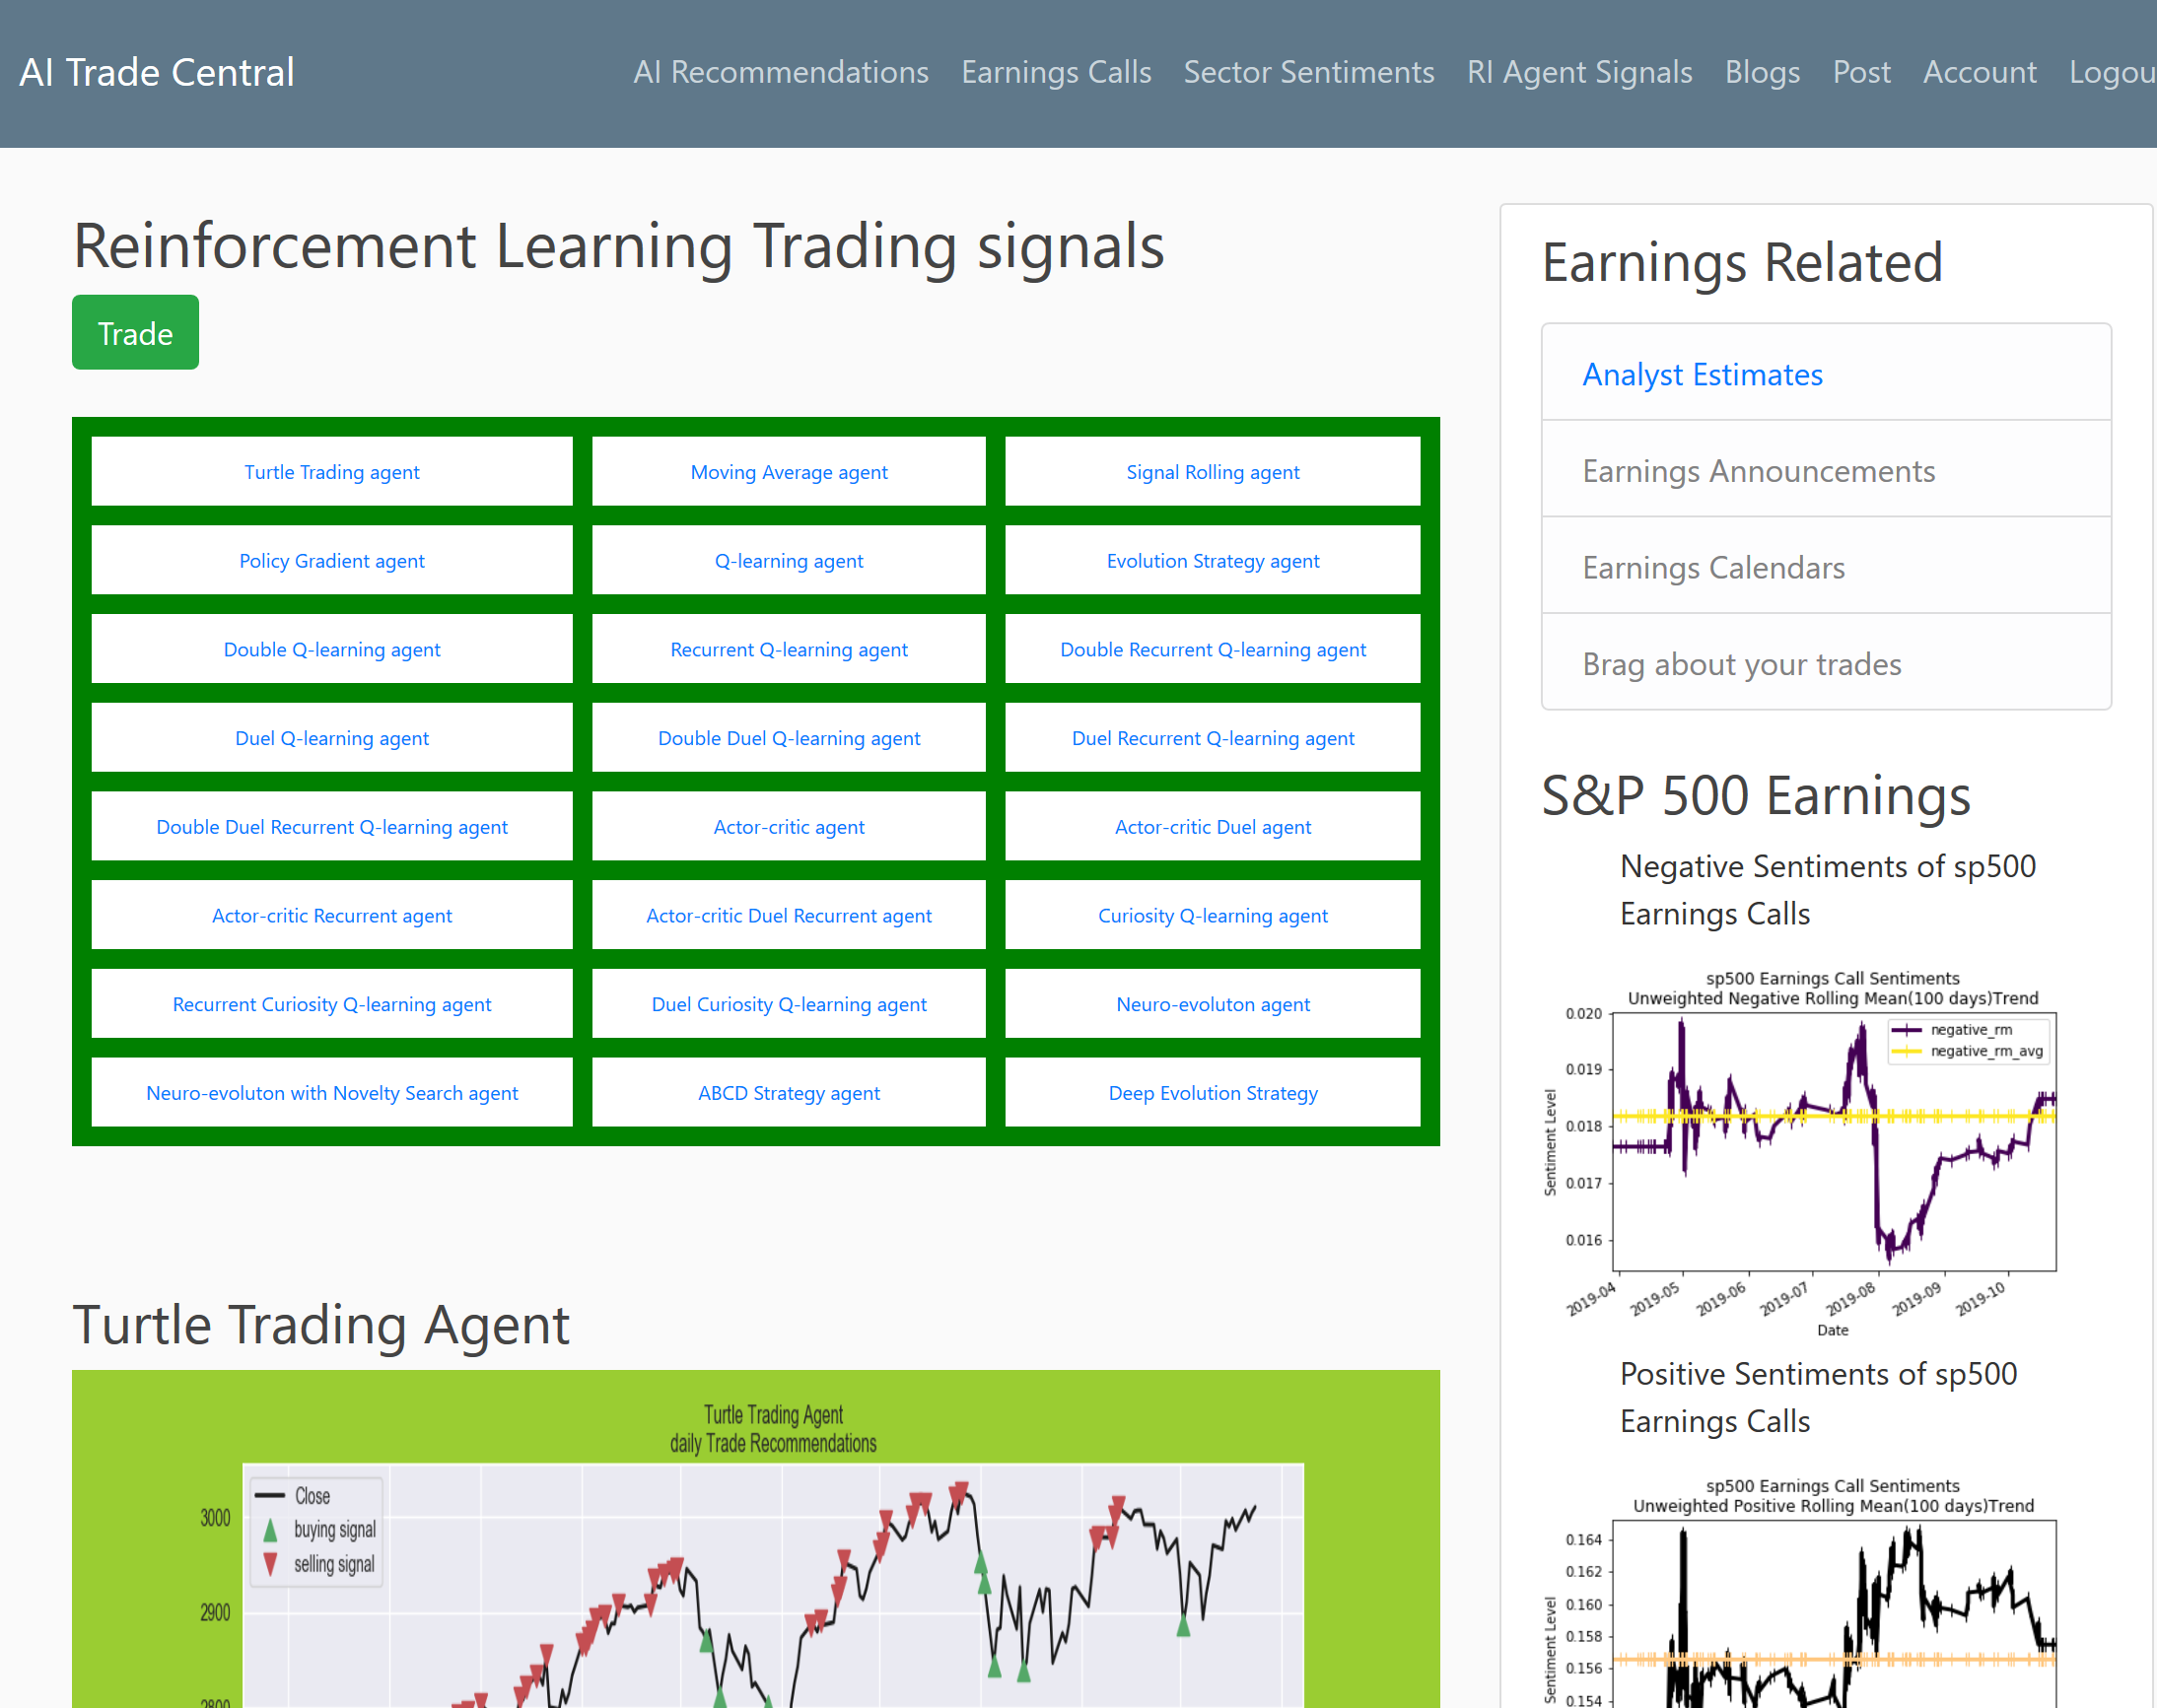 AI Trade Central
AI Recommendations Earnings Calls Sector Sentiments RI Agent Signals Blogs Post Account Logou
Reinforcement Learning Trading signals
Trade
Turtle Trading agent Moving Average agent Signal Rolling agent
Policy Gradient agent Q-learning agent Evolution Strategy agent
Double Q-learning agent Recurrent Q-learning agent Double Recurrent Q-learning agent
Duel Q-learning agent Double Duel Q-learning agent Duel Recurrent Q-learning agent
Double Duel Recurrent Q-learning agent Actor-critic agent Actor-critic Duel agent
Actor-critic Recurrent agent Actor-critic Duel Recurrent agent Curiosity Q-learning agent
Recurrent Curiosity Q-learning agent Duel Curiosity Q-learning agent Neuro-evoluton agent
Neuro-evoluton with Novelty Search agent ABCD Strategy agent Deep Evolution Strategy
Turtle Trading Agent
Turtle Trading Agent
daily Trade Recommendations
Close
buying signal
selling signal
3000
2900
2800
Earnings Related
Analyst Estimates
Earnings Announcements
Earnings Calendars
Brag about your trades
S&P 500 Earnings
Negative Sentiments of sp500
Earnings Calls
sp500 Earnings Call Sentiments
Unweighted Negative Rolling Mean(100 days)Trend
negative_rm
negative_rm_avg
0.020
0.019
0.018
0.017
0.016
Sentiment Level
2019-04 2019-05 2019-06 2019-07 2019-08 2019-09 2019-10
Date
Positive Sentiments of sp500
Earnings Calls
sp500 Earnings Call Sentiments
Unweighted Positive Rolling Mean(100 days)Trend
0.164
0.162
0.160
0.158
0.156
0.154
Sentiment Level